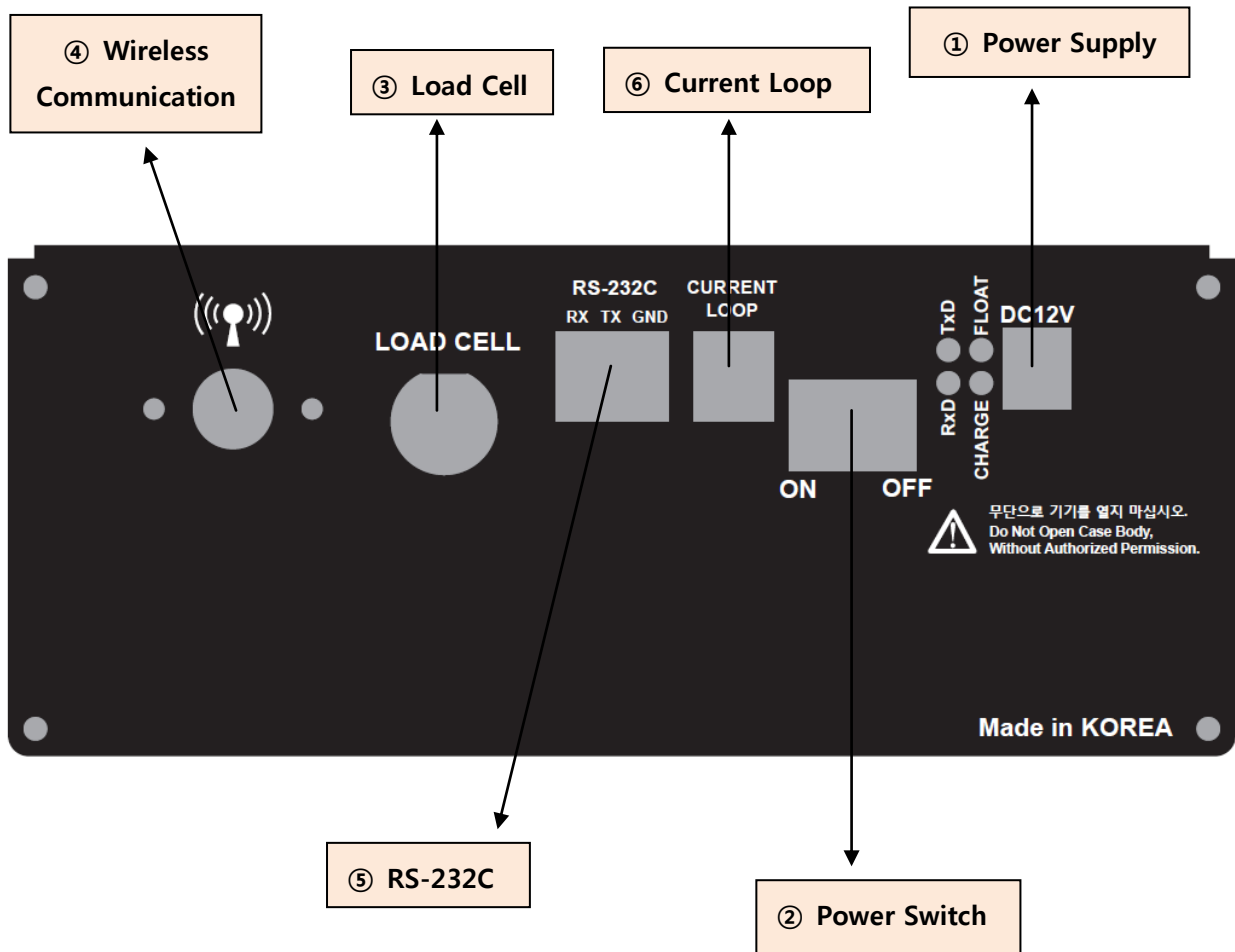 ④ Wireless
Communication
③ Load Cell
⑥ Current Loop
① Power Supply
RS-232C
RX TX GND
CURRENT
LOOP
LOAD CELL
TxD
FLOAT
DC12V
RxD
CHARGE
ON
OFF
무단으로 기기를 열지 마십시오.
Do Not Open Case Body,
Without Authorized Permission.
Made in KOREA
⑤ RS-232C
② Power Switch